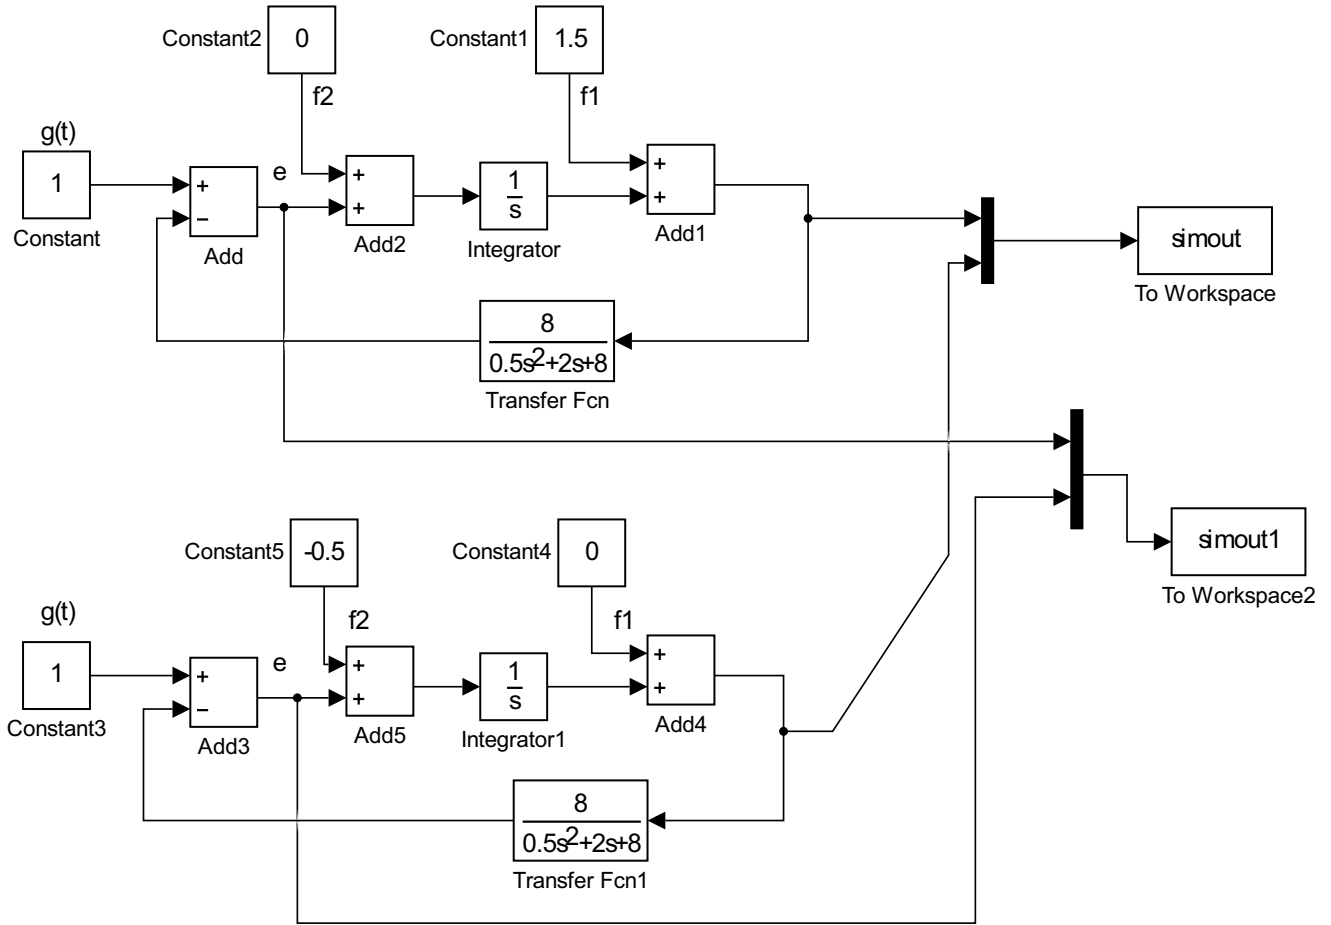 Constant2
0
Constant1
1.5
f2
f1
g(t)
1
Constant
+
−
Add
e
+
+
Add2
1
s
Integrator
+
+
Add1
simout
To Workspace
8
0.5s2+2s+8
Transfer Fcn
Constant5
-0.5
Constant4
0
simout1
To Workspace2
f2
f1
g(t)
1
Constant3
+
−
Add3
e
+
+
Add5
1
s
Integrator1
+
+
Add4
8
0.5s2+2s+8
Transfer Fcn1